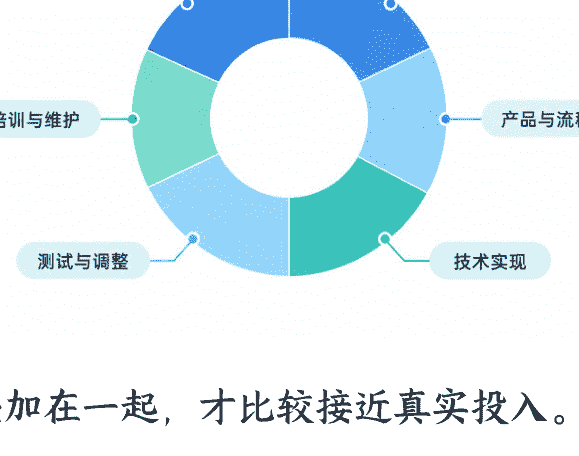 培训与维护
产品与流程
测试与调整
技术实现
加在一起，才比较接近真实投入。